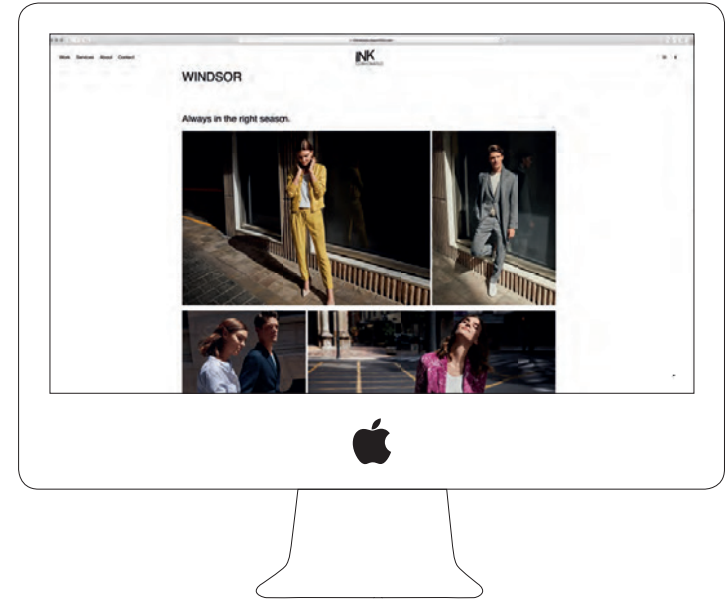 Work Services About Contact
INK
WINDSOR
Always in the right season.